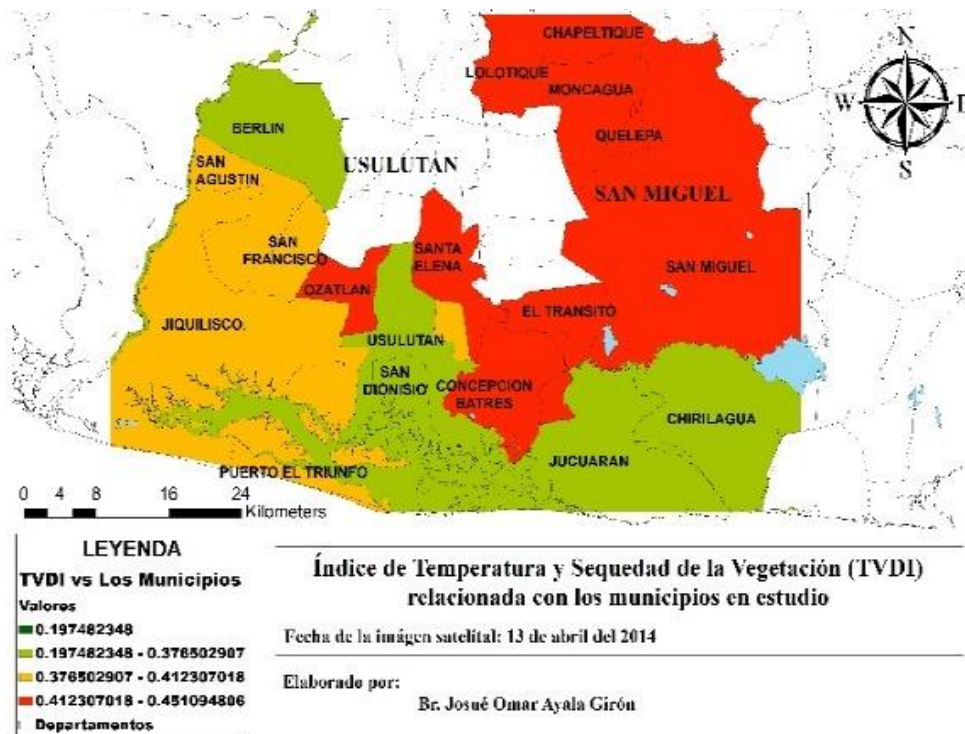 CHAPELTIQUE
LOLOTIQUE
MONCAGUA
N
W
E
S
BERLIN
QUELEPA
SAN
AGUSTIN
USULUTAN
SAN MIGUEL
SAN
FRANCISCO
SANTA
ELENA
SAN MIGUEL
OZATLAN
EL TRANSITO
JIQUILISCO
USULUTAN
SAN
DIONISIO
CONCEPCION
BATRES
CHIRILAGUA
JUCUARAN
PUERTO EL TRIUNFO
0 4 8 16 24
Kilometers
LEYENDA
TVDI vs Los Municipios
Valores
0.197482348
0.197482348 - 0.376502907
0.376502907 - 0.412307018
0.412307018 - 0.451094806
Departamentos
Índice de Temperatura y Sequedad de la Vegetación (TVDI)
relacionada con los municipios en estudio
Fecha de la imágen satelital: 13 de abril del 2014
Elaborado por:
Br. Josué Omar Ayala Girón